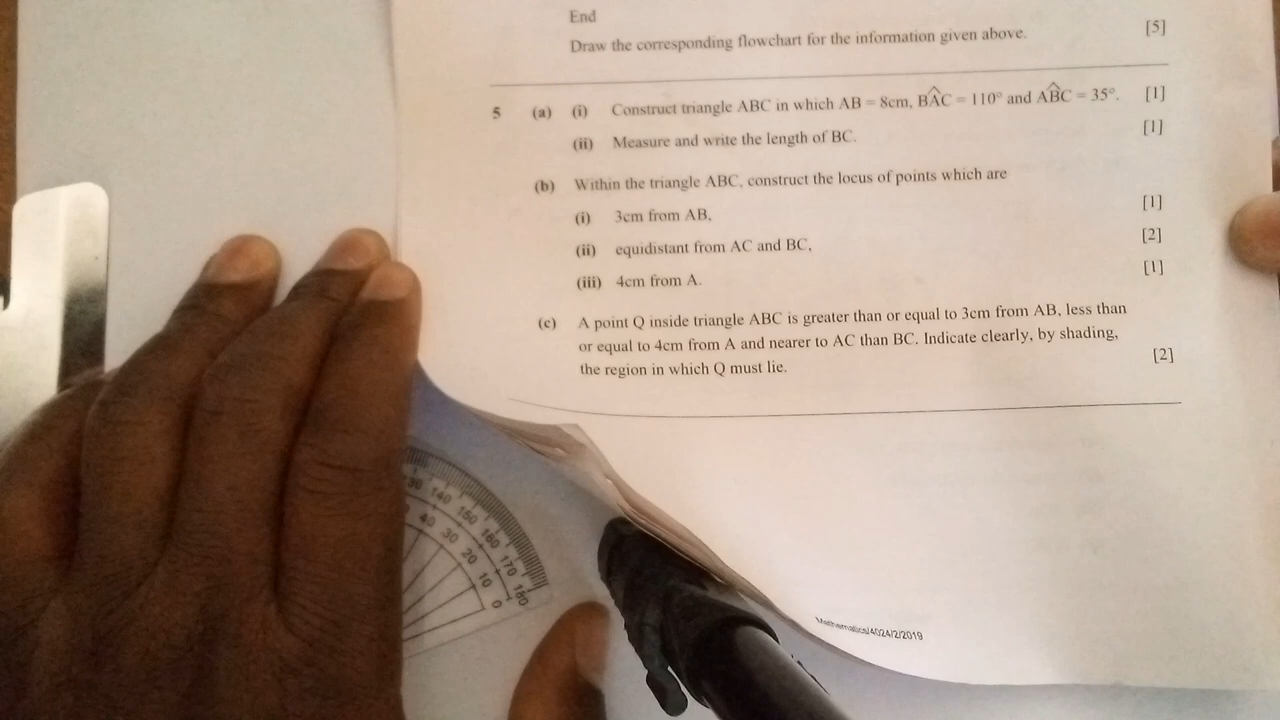 End
Draw the corresponding flowchart for the information given above. [5]
5 (a) (i) Construct triangle ABC in which AB = 8cm, BÂC = 110° and AB̂C = 35°. [1]
(ii) Measure and write the length of BC. [1]
(b) Within the triangle ABC, construct the locus of points which are
(i) 3cm from AB, [1]
(ii) equidistant from AC and BC, [2]
(iii) 4cm from A. [1]
(c) A point Q inside triangle ABC is greater than or equal to 3cm from AB, less than
or equal to 4cm from A and nearer to AC than BC. Indicate clearly, by shading,
the region in which Q must lie. [2]
Mathematics/4024/2/2019
140 150 160 170 180
40 30 20 10 0